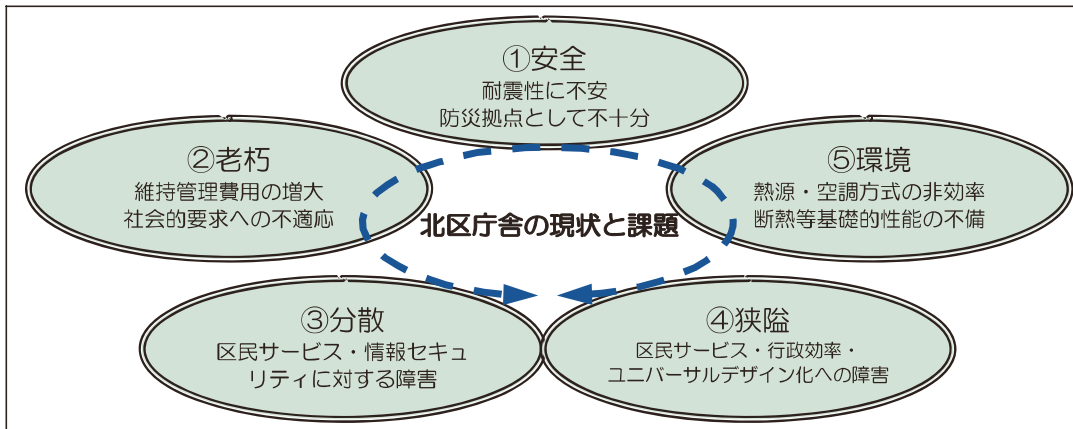 ①安全
耐震性に不安
防災拠点として不十分
②老朽
維持管理費用の増大
社会的要求への不適応
⑤環境
熱源・空調方式の非効率
断熱等基礎的性能の不備
北区庁舎の現状と課題
③分散
区民サービス・情報セキュ
リティに対する障害
④狭隘
区民サービス・行政効率・
ユニバーサルデザイン化への障害